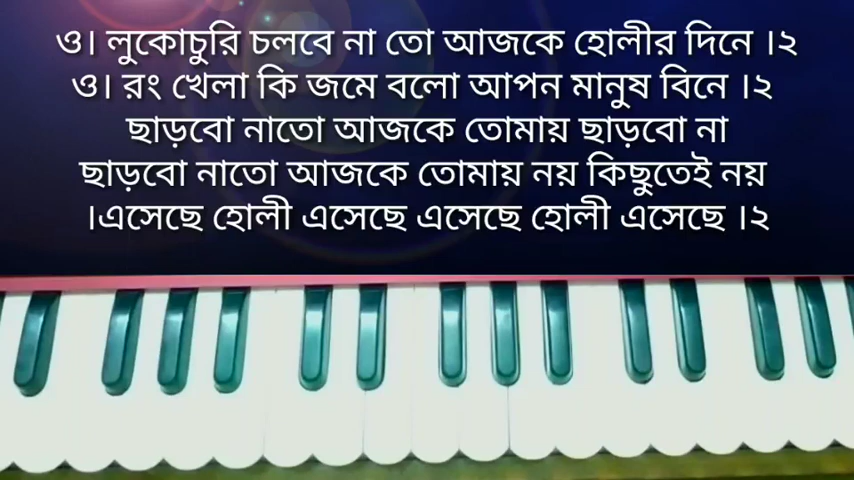 ও। লুকোচুরি চলবে না তো আজকে হোলীর দিনে ।২
ও। রং খেলা কি জমে বলো আপন মানুষ বিনে ।২
ছাড়বো নাতো আজকে তোমায় ছাড়বো না
ছাড়বো নাতো আজকে তোমায় নয় কিছুতেই নয়
।এসেছে হোলী এসেছে এসেছে হোলী এসেছে ।২